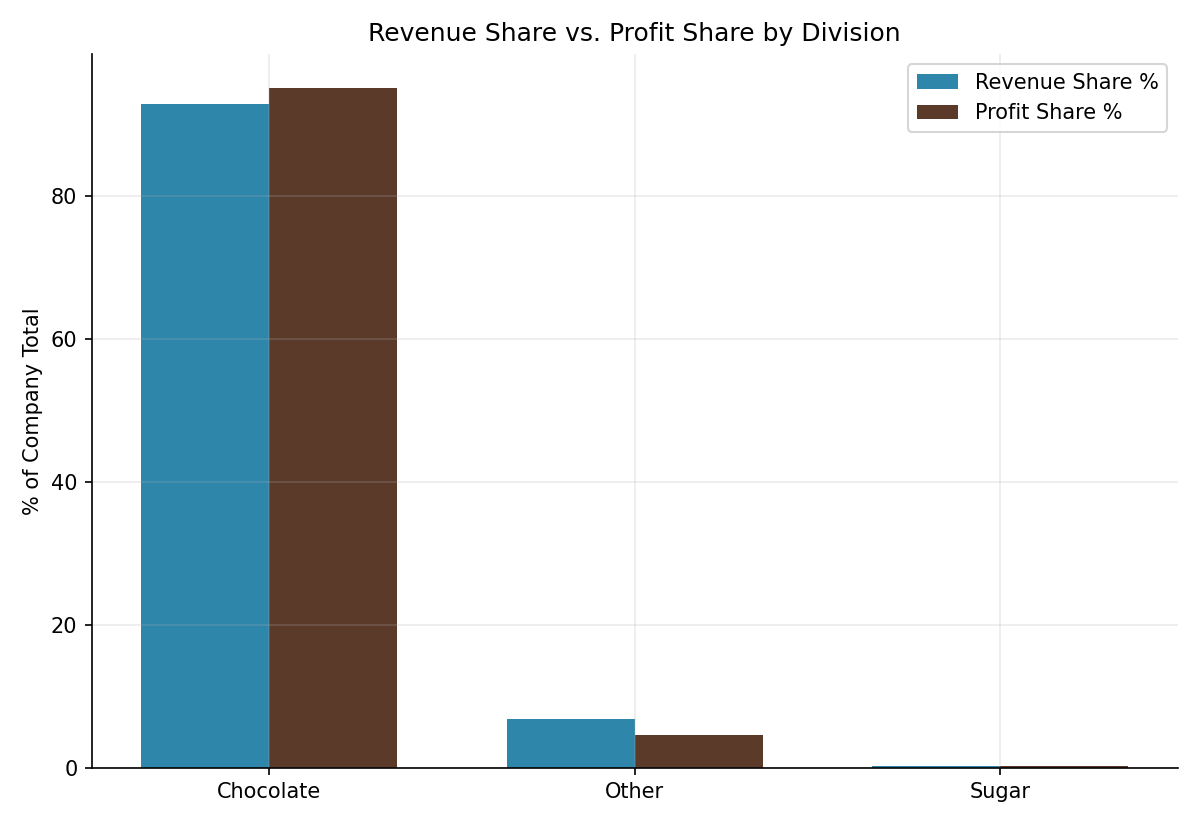 Revenue Share vs. Profit Share by Division
Revenue Share %
Profit Share %
% of Company Total
80
60
40
20
0
Chocolate
Other
Sugar